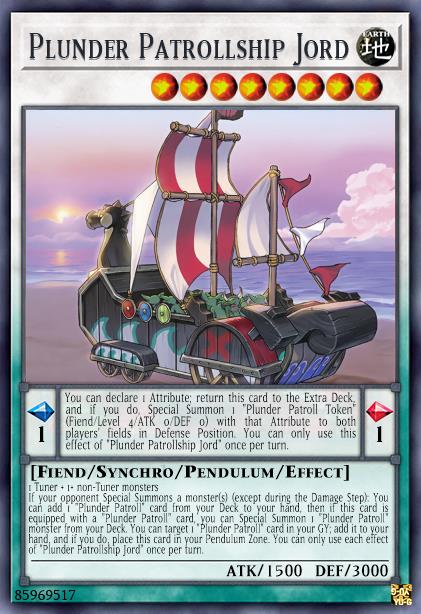 PLUNDER PATROLLSHIP JORD
EARTH
地
You can declare 1 Attribute; return this card to the Extra Deck,
and if you do, Special Summon 1 "Plunder Patroll Token"
(Fiend/Level 4/ATK 0/DEF 0) with that Attribute to both
players' fields in Defense Position. You can only use this
effect of "Plunder Patrollship Jord" once per turn.
1
1
[FIEND/SYNCHRO/PENDULUM/EFFECT]
1 Tuner + 1+ non-Tuner monsters
If your opponent Special Summons a monster(s) (except during the Damage Step): You
can add 1 "Plunder Patroll" card from your Deck to your hand, then if this card is
equipped with a "Plunder Patroll" card, you can Special Summon 1 "Plunder Patroll"
monster from your Deck. You can target 1 "Plunder Patroll" card in your GY; add it to your
hand, and if you do, place this card in your Pendulum Zone. You can only use each effect
of "Plunder Patrollship Jord" once per turn.
ATK/1500 DEF/3000
85969517